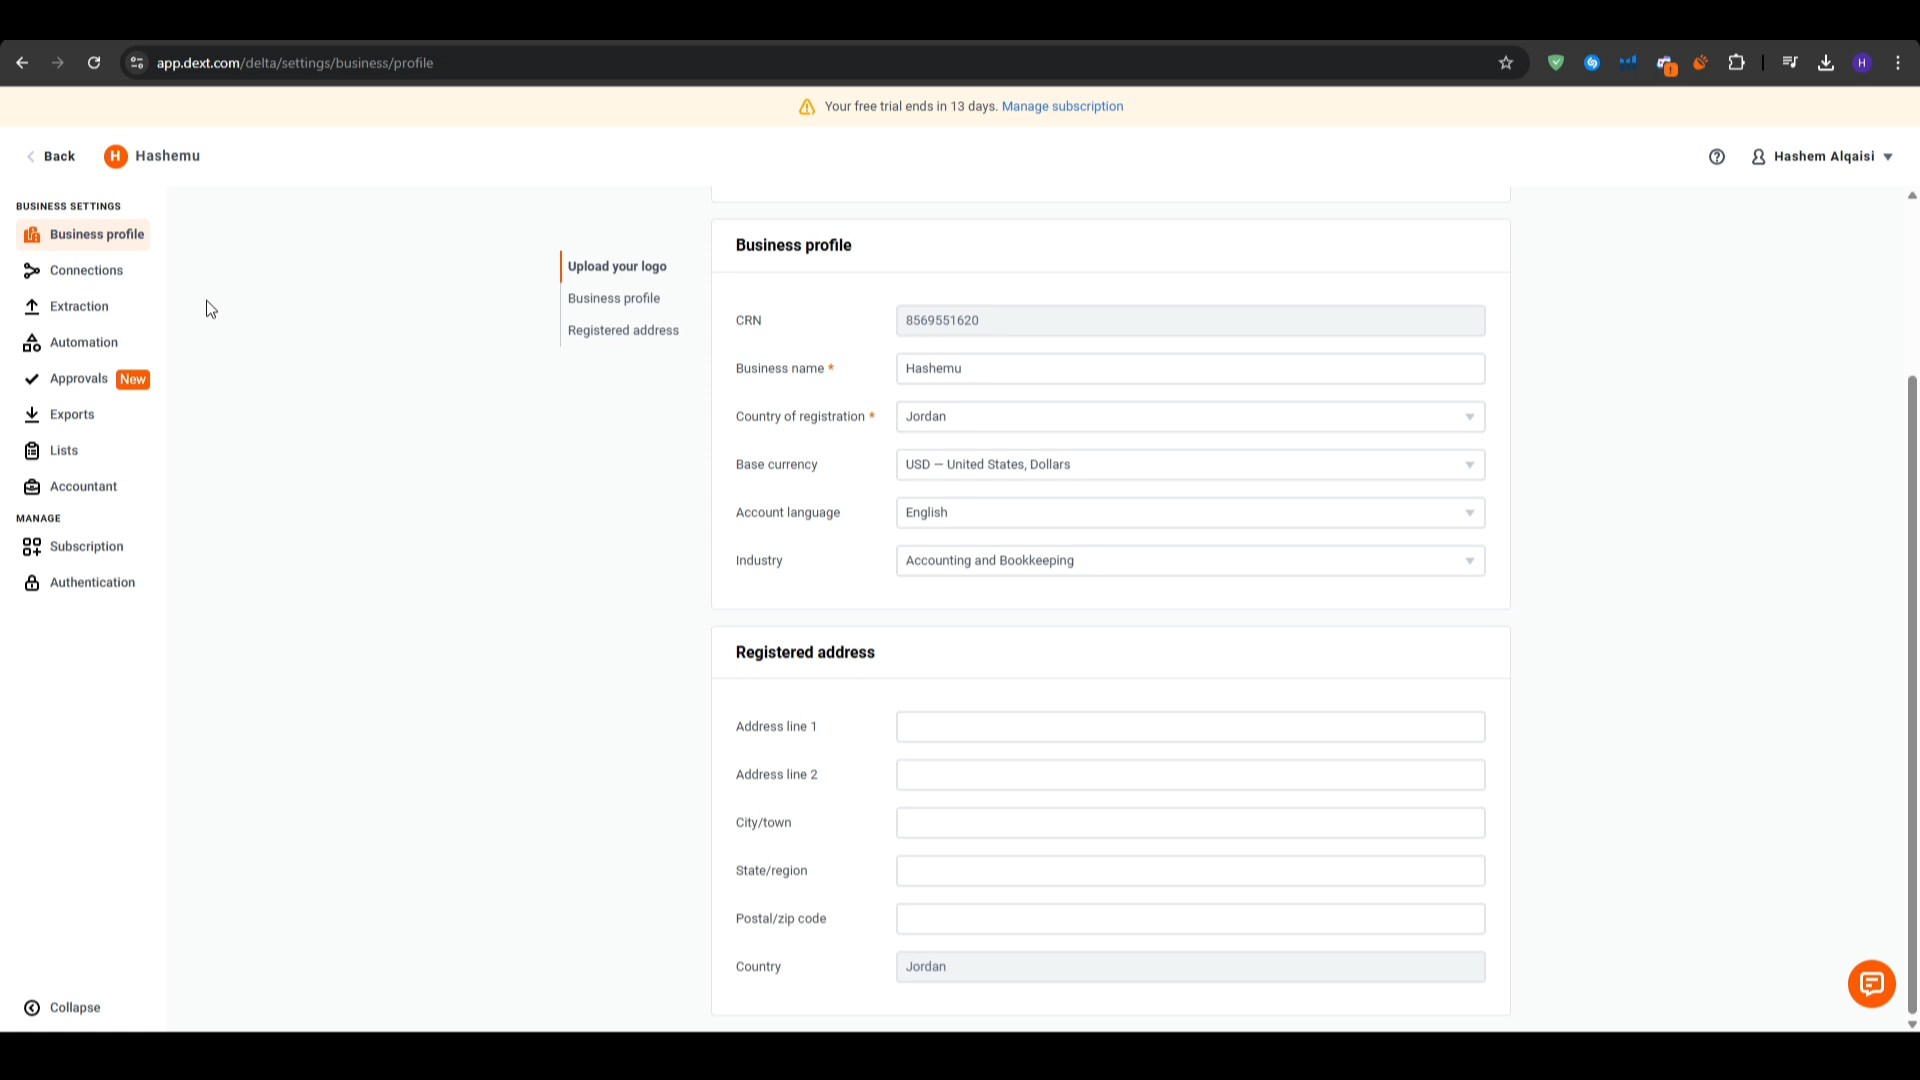 app.dext.com/delta/settings/business/profile
H
Your free trial ends in 13 days. Manage subscription
Back
H Hashemu
Hashem Alqaisi
BUSINESS SETTINGS
Business profile
Connections
Extraction
Automation
Approvals New
Exports
Lists
Accountant
MANAGE
Subscription
Authentication
Collapse
Upload your logo
Business profile
Registered address
Business profile
CRN 8569551620
Business name * Hashemu
Country of registration * Jordan
Base currency USD — United States, Dollars
Account language English
Industry Accounting and Bookkeeping
Registered address
Address line 1
Address line 2
City/town
State/region
Postal/zip code
Country Jordan